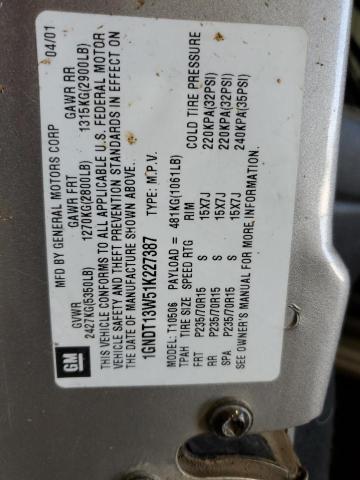 GM
MFD BY GENERAL MOTORS CORP 04/01
GVWR GAWR FRT GAWR RR
2427KG(5350LB) 1270KG(2800LB) 1315KG(2900LB)
THIS VEHICLE CONFORMS TO ALL APPLICABLE U.S. FEDERAL MOTOR
VEHICLE SAFETY AND THEFT PREVENTION STANDARDS IN EFFECT ON
THE DATE OF MANUFACTURE SHOWN ABOVE.
1GNDT13W51K227387 TYPE: M.P.V.
MODEL: T10506 PAYLOAD = 481KG(1061LB)
TPAH TIRE SIZE SPEED RTG RIM COLD TIRE PRESSURE
FRT P235/70R15 S 15X7J 220KPA(32PSI)
RR P235/70R15 S 15X7J 220KPA(32PSI)
SPA P235/70R15 S 15X7J 240KPA(35PSI)
SEE OWNER'S MANUAL FOR MORE INFORMATION.